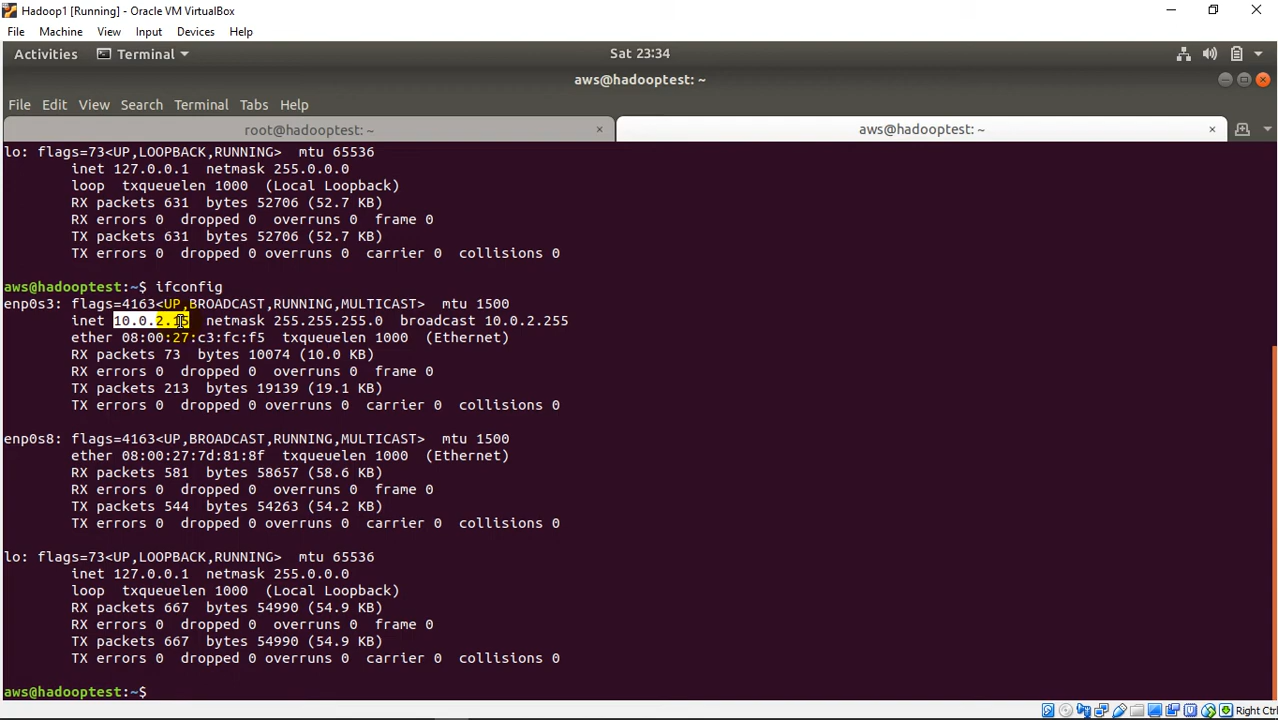 Hadoop1 [Running] - Oracle VM VirtualBox
File Machine View Input Devices Help
Activities Terminal Sat 23:34
aws@hadooptest: ~
File Edit View Search Terminal Tabs Help
root@hadooptest: ~ × aws@hadooptest: ~ ×
lo: flags=73<UP,LOOPBACK,RUNNING>  mtu 65536
        inet 127.0.0.1  netmask 255.0.0.0
        loop  txqueuelen 1000  (Local Loopback)
        RX packets 631  bytes 52706 (52.7 KB)
        RX errors 0  dropped 0  overruns 0  frame 0
        TX packets 631  bytes 52706 (52.7 KB)
        TX errors 0  dropped 0 overruns 0  carrier 0  collisions 0
aws@hadooptest:~$ ifconfig
enp0s3: flags=4163<UP,BROADCAST,RUNNING,MULTICAST>  mtu 1500
        inet 10.0.2.15  netmask 255.255.255.0  broadcast 10.0.2.255
        ether 08:00:27:c3:fc:f5  txqueuelen 1000  (Ethernet)
        RX packets 73  bytes 10074 (10.0 KB)
        RX errors 0  dropped 0  overruns 0  frame 0
        TX packets 213  bytes 19139 (19.1 KB)
        TX errors 0  dropped 0 overruns 0  carrier 0  collisions 0
enp0s8: flags=4163<UP,BROADCAST,RUNNING,MULTICAST>  mtu 1500
        ether 08:00:27:7d:81:8f  txqueuelen 1000  (Ethernet)
        RX packets 581  bytes 58657 (58.6 KB)
        RX errors 0  dropped 0  overruns 0  frame 0
        TX packets 544  bytes 54263 (54.2 KB)
        TX errors 0  dropped 0 overruns 0  carrier 0  collisions 0
lo: flags=73<UP,LOOPBACK,RUNNING>  mtu 65536
        inet 127.0.0.1  netmask 255.0.0.0
        loop  txqueuelen 1000  (Local Loopback)
        RX packets 667  bytes 54990 (54.9 KB)
        RX errors 0  dropped 0  overruns 0  frame 0
        TX packets 667  bytes 54990 (54.9 KB)
        TX errors 0  dropped 0 overruns 0  carrier 0  collisions 0
aws@hadooptest:~$
Right Ctrl